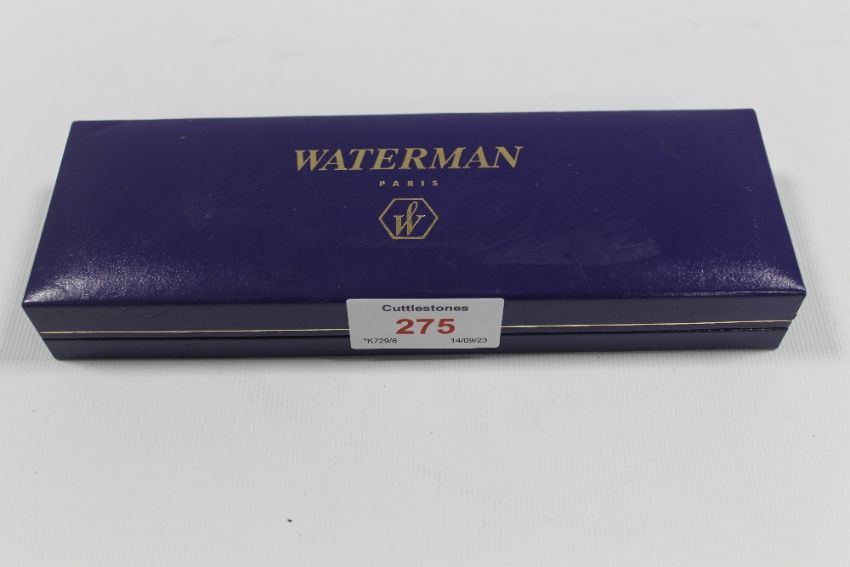 WATERMAN
PARIS
W
Cuttlestones
275
*K729/6 14/09/23